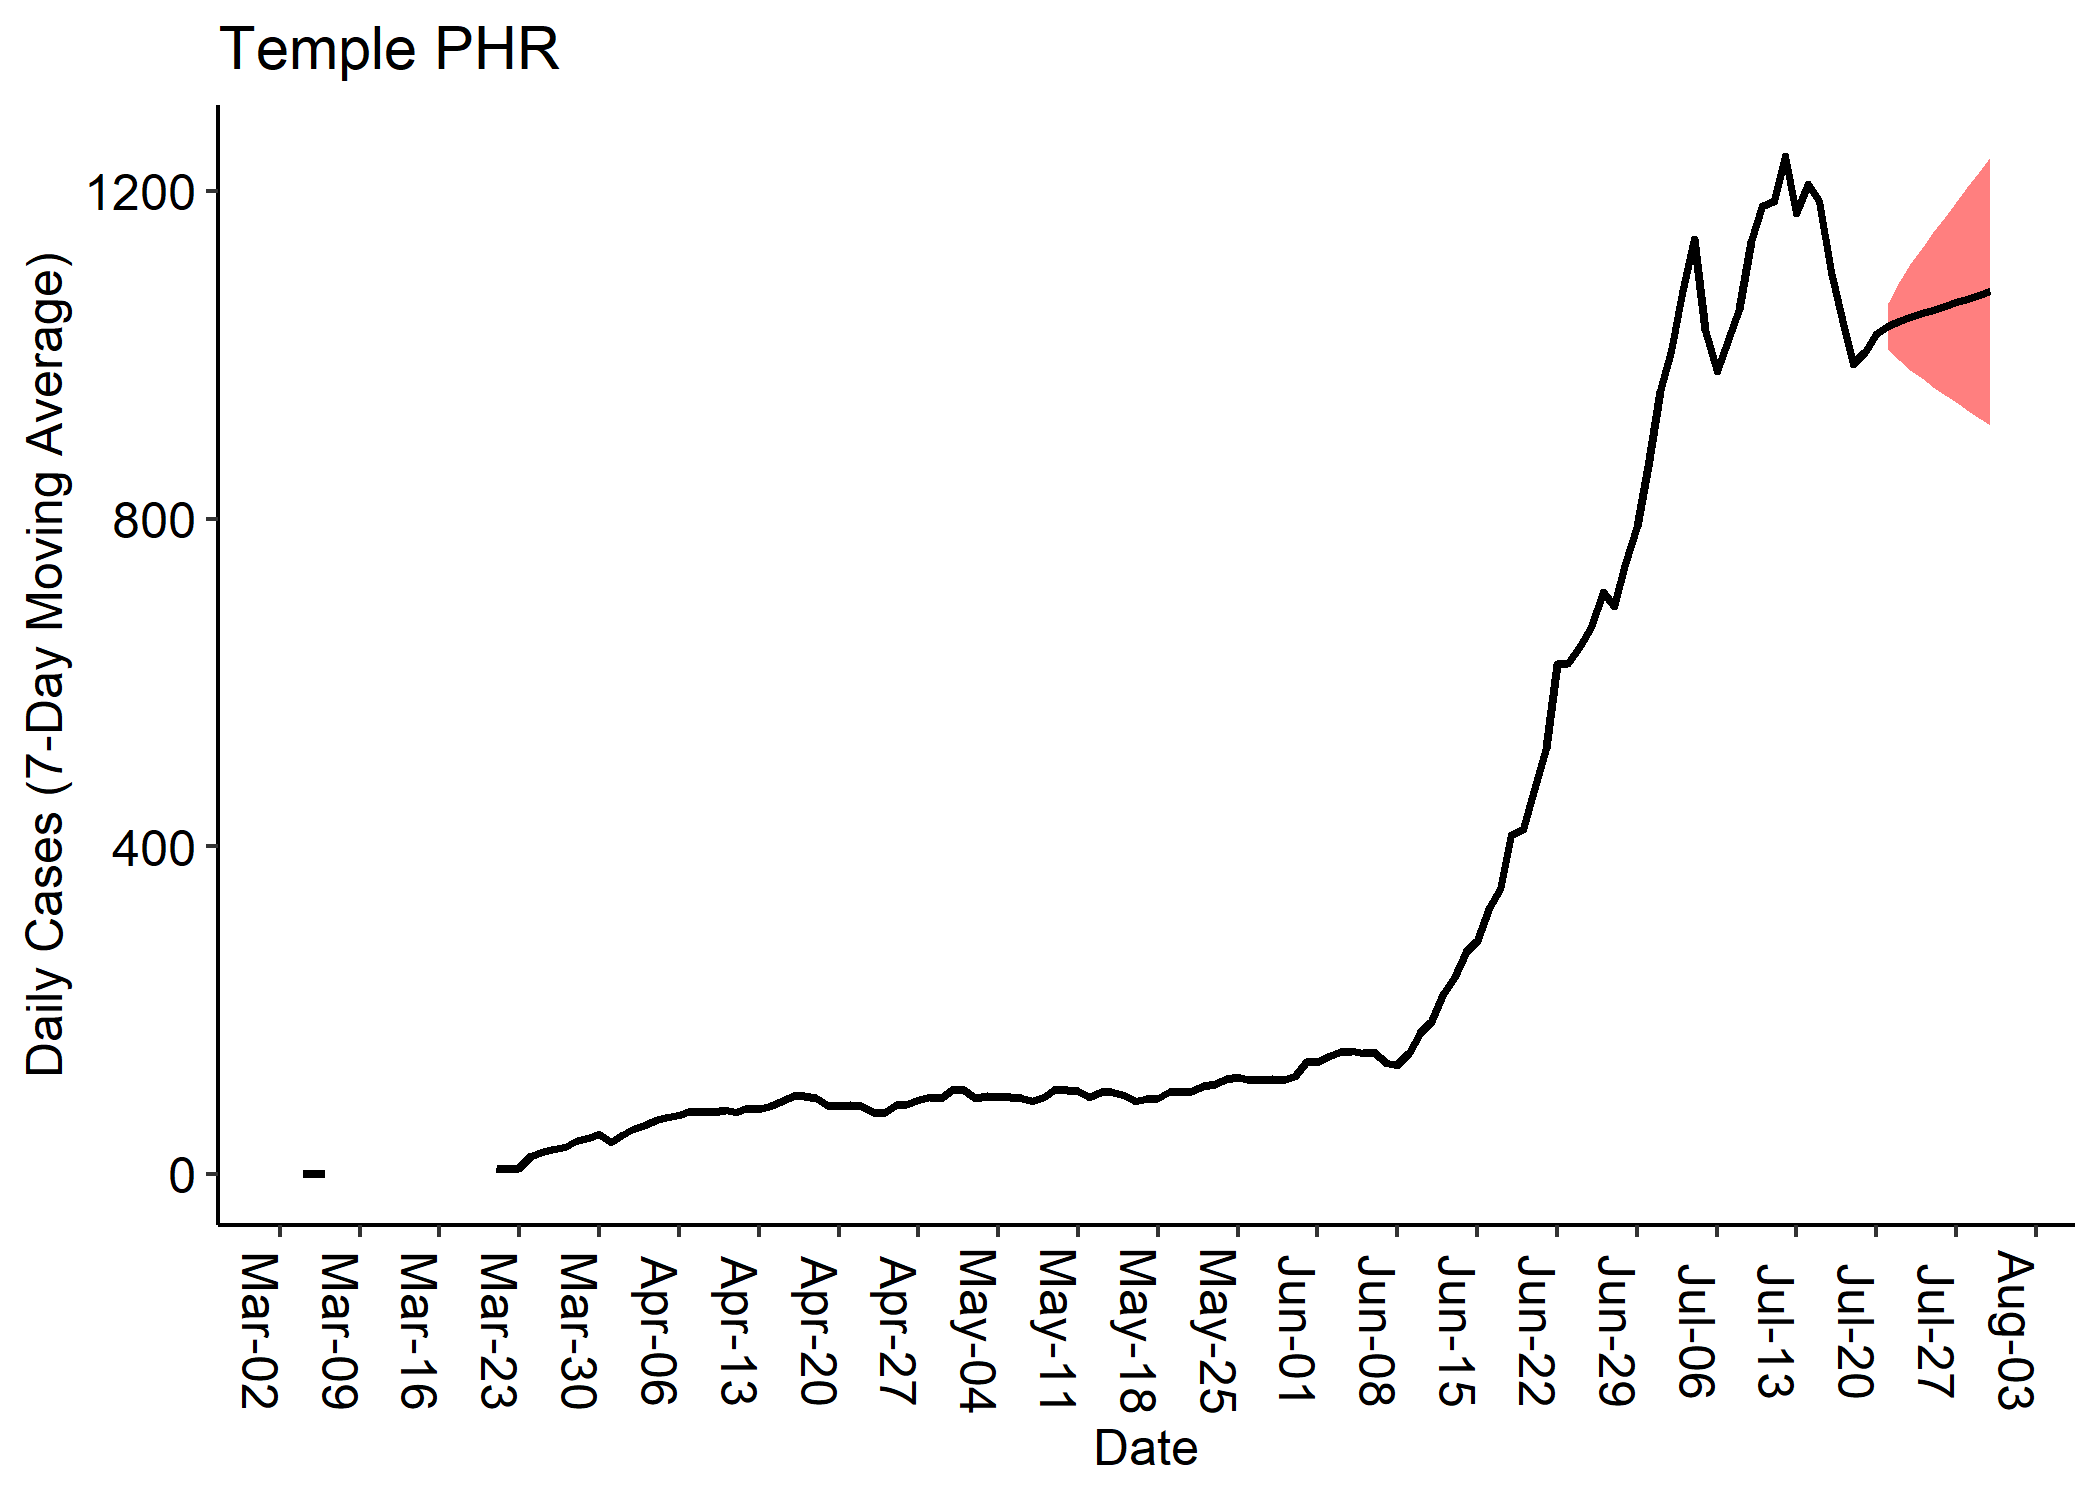 Temple PHR
Daily Cases (7-Day Moving Average)
1200
800
400
0
Mar-02
Mar-09
Mar-16
Mar-23
Mar-30
Apr-06
Apr-13
Apr-20
Apr-27
May-04
May-11
May-18
May-25
Jun-01
Jun-08
Jun-15
Jun-22
Jun-29
Jul-06
Jul-13
Jul-20
Jul-27
Aug-03
Date